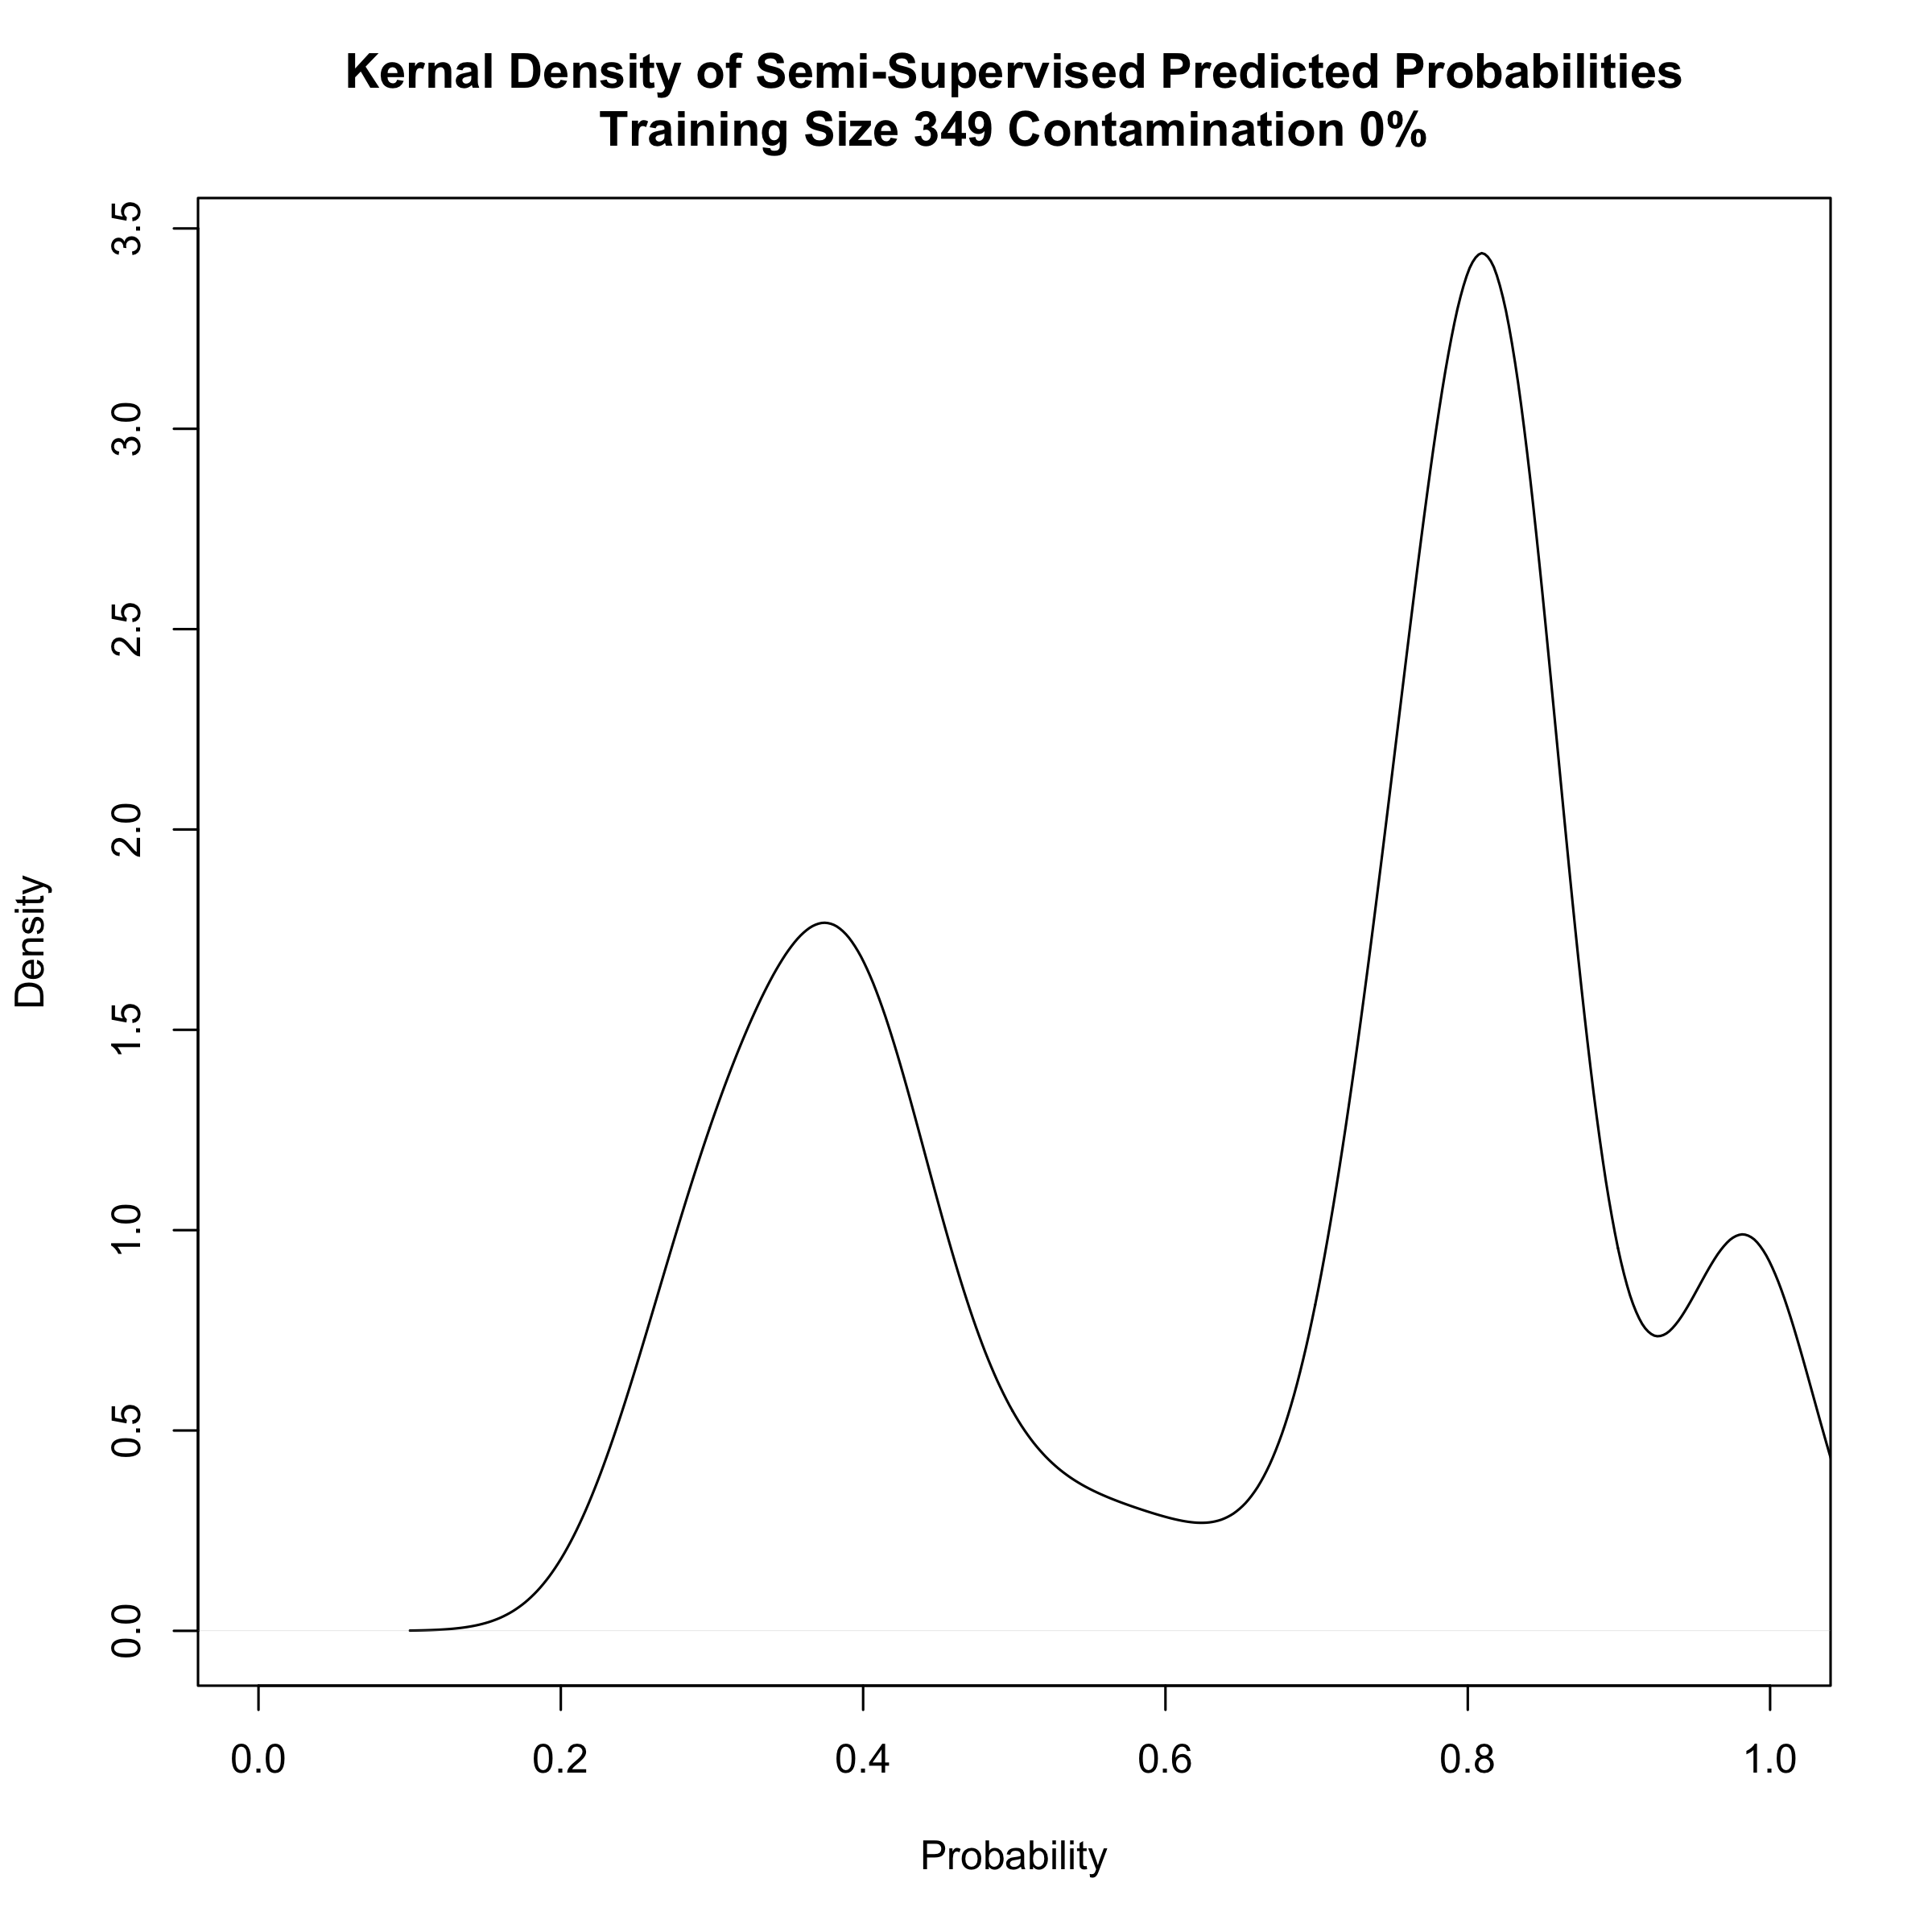 Kernal Density of Semi-Supervised Predicted Probabilities
Training Size 349 Contamination 0%
3.5
3.0
2.5
2.0
1.5
1.0
0.5
0.0
Density
0.0 0.2 0.4 0.6 0.8 1.0
Probability